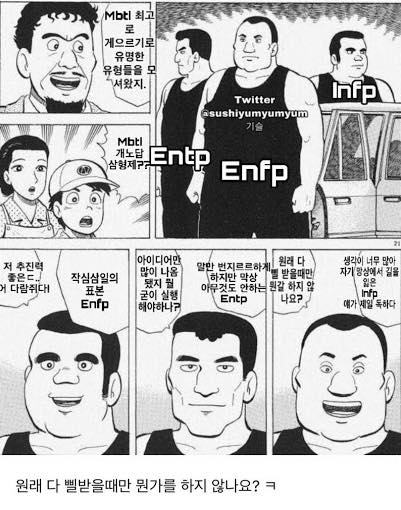 Mbtl 최고
로
게으르기로
유명한
유형들을 모
셔왔지.
Infp
Twitter
@sushiyumyumyum
기술
Mbtl
개노답
삼형제??
Entp
Enfp
21
저 추진력
좋은ㄷ_/
어 다람쥐다!
작심삼일의
표본
Enfp
아이디어만
많이 나옴
됐지 뭘
굳이 실행
해야하나?
말만 번지르르하게
하지만 막상
아무것도 안하는
Entp
원래 다
삘 받을때만
뭔갈 하지 않
나요?
생각이 너무 많아
자기 망상에서 길을
잃은
Infp
얘가 제일 독하다
원래 다 삘받을때만 뭔가를 하지 않나요? ㅋ